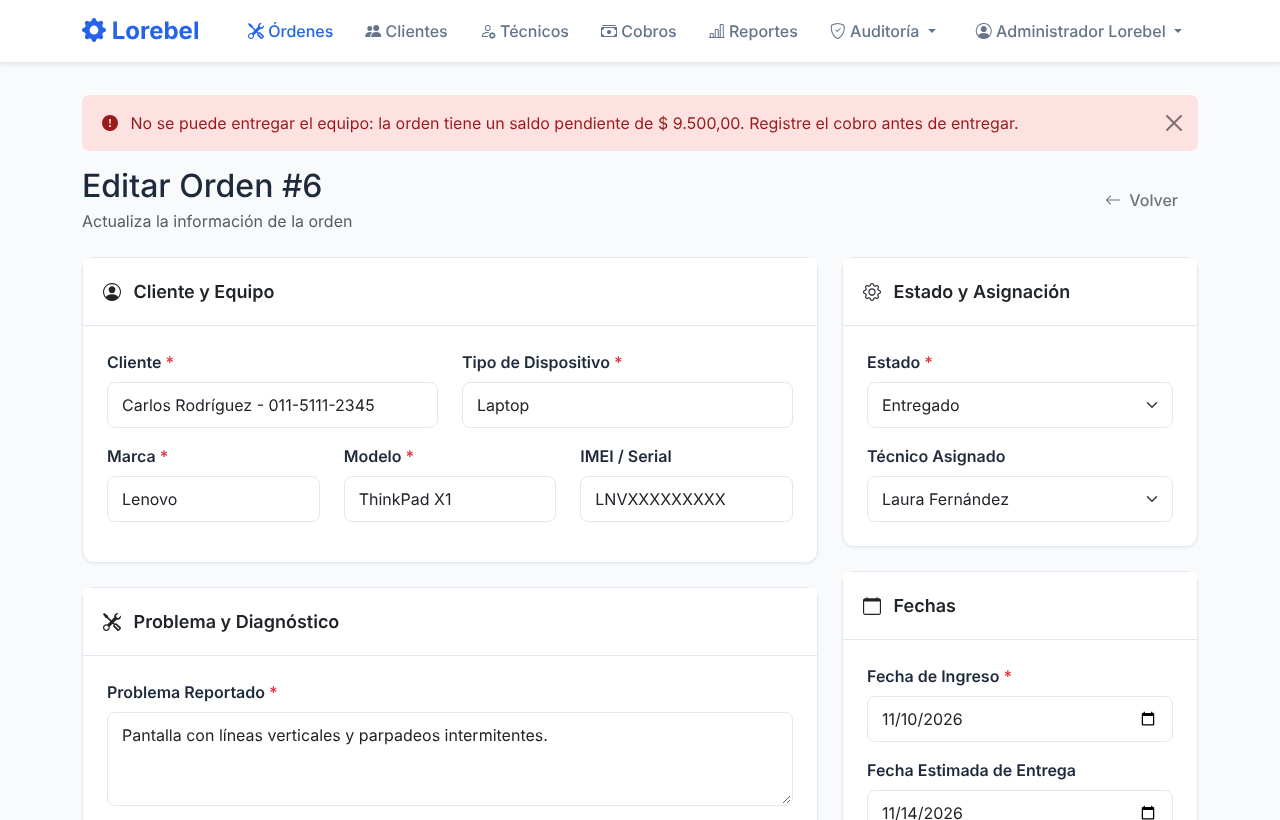 Lorebel Órdenes Clientes Técnicos Cobros Reportes Auditoría Administrador Lorebel
No se puede entregar el equipo: la orden tiene un saldo pendiente de $ 9.500,00. Registre el cobro antes de entregar.
Editar Orden #6
Actualiza la información de la orden
Volver
Cliente y Equipo
Cliente * Tipo de Dispositivo *
Carlos Rodríguez - 011-5111-2345 Laptop
Marca * Modelo * IMEI / Serial
Lenovo ThinkPad X1 LNVXXXXXXXXX
Problema y Diagnóstico
Problema Reportado *
Pantalla con líneas verticales y parpadeos intermitentes.
Estado y Asignación
Estado *
Entregado
Técnico Asignado
Laura Fernández
Fechas
Fecha de Ingreso *
11/10/2026
Fecha Estimada de Entrega
11/14/2026